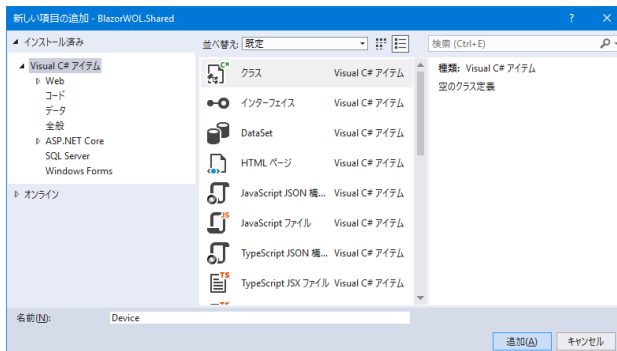 新しい項目の追加 - BlazorWOL.Shared
インストール済み
並べ替え: 既定
検索 (Ctrl+E)
Visual C# アイテム
Web
コード
データ
全般
ASP.NET Core
SQL Server
Windows Forms
オンライン
クラス Visual C# アイテム
インターフェイス Visual C# アイテム
DataSet Visual C# アイテム
HTML ページ Visual C# アイテム
JavaScript JSON 構... Visual C# アイテム
JavaScript ファイル Visual C# アイテム
TypeScript JSON 構... Visual C# アイテム
TypeScript JSX ファイル Visual C# アイテム
種類: Visual C# アイテム
空のクラス定義
名前(N): Device
追加(A) キャンセル